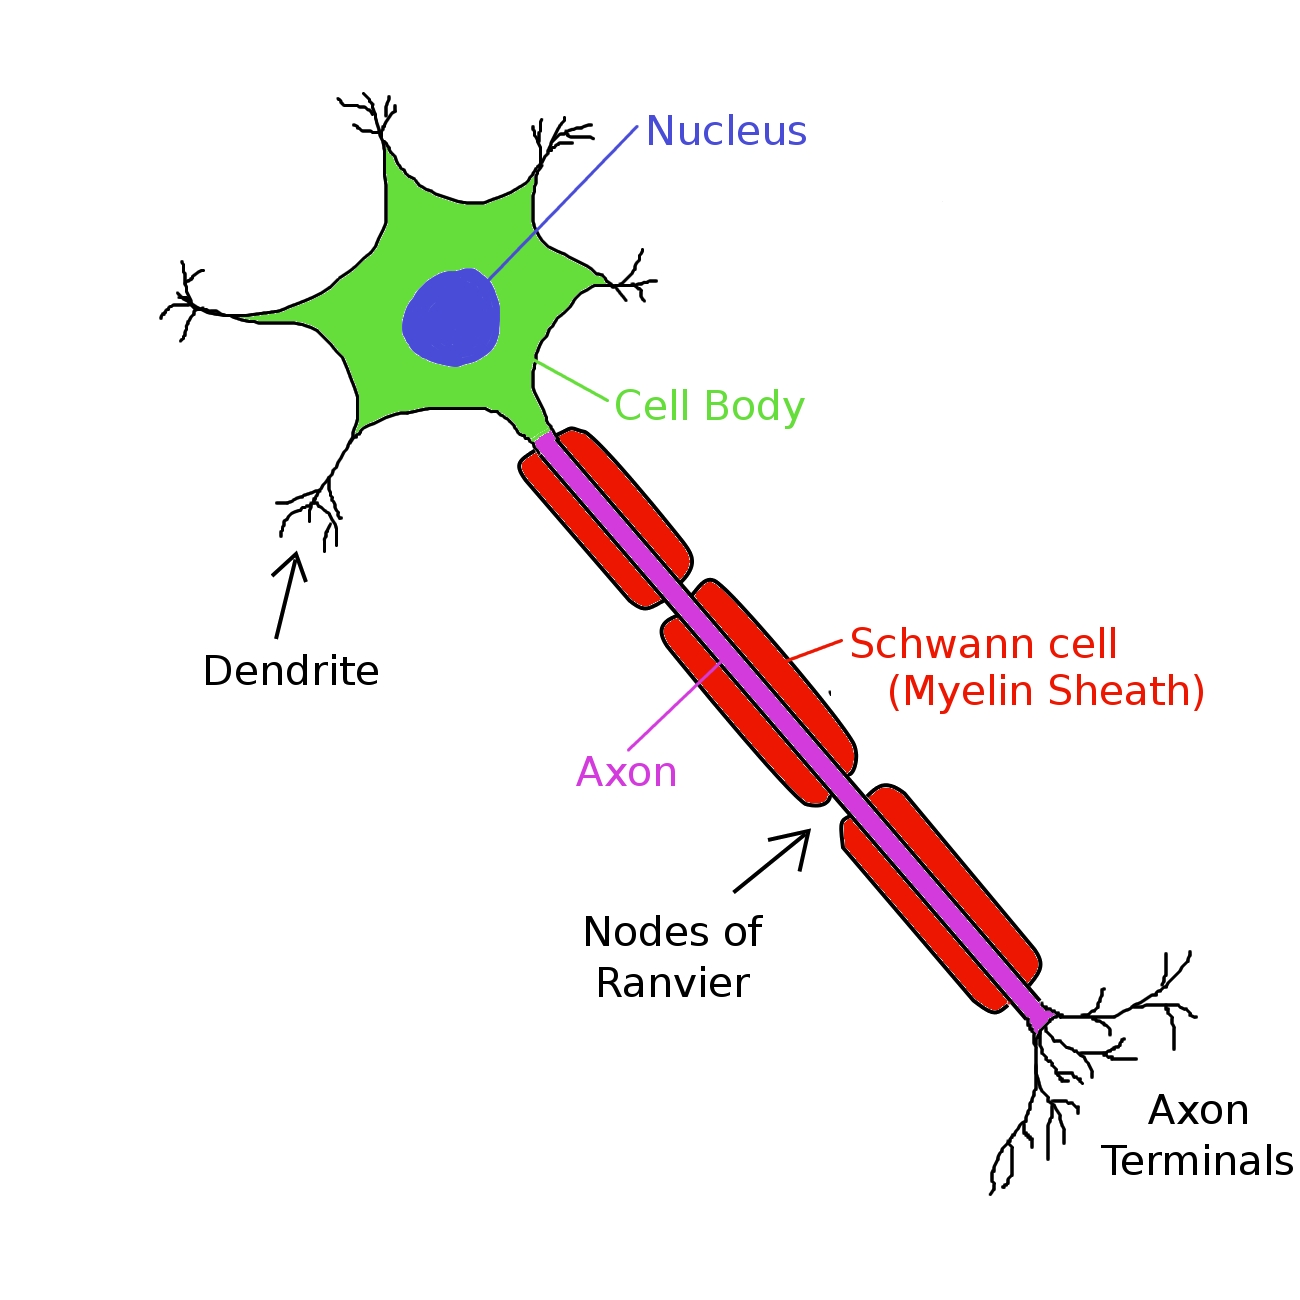 Nucleus
Cell Body
Schwann cell
(Myelin Sheath)
Dendrite
Axon
Nodes of
Ranvier
Axon
Terminals